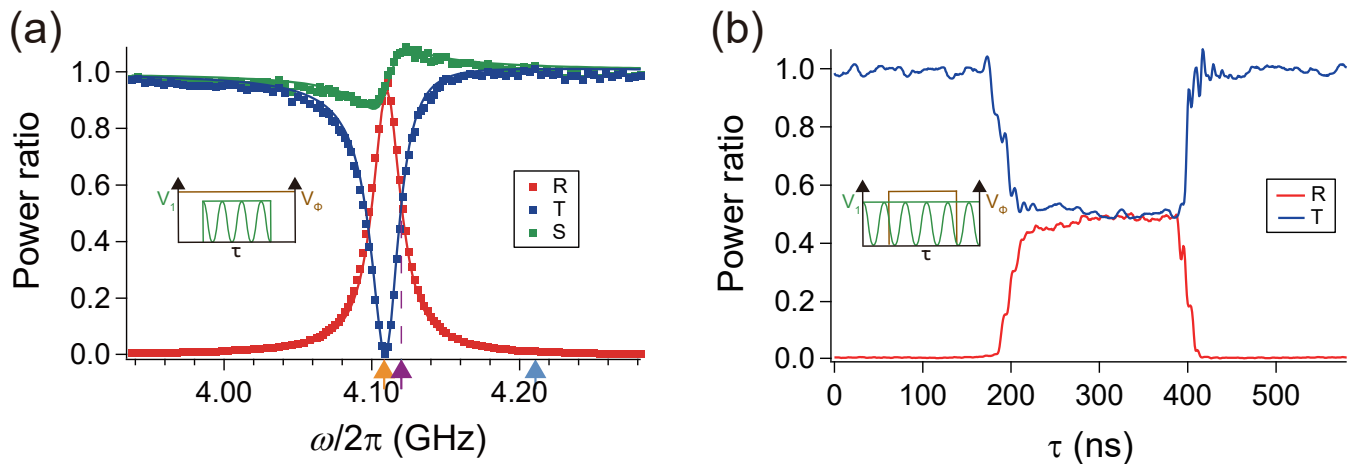 (a)
Power ratio
1.0
0.8
0.6
0.4
0.2
0.0
V1
VΦ
τ
R
T
S
4.00
4.10
4.20
ω/2π (GHz)
(b)
Power ratio
1.0
0.8
0.6
0.4
0.2
0.0
V1
VΦ
τ
R
T
0
100
200
300
400
500
τ (ns)